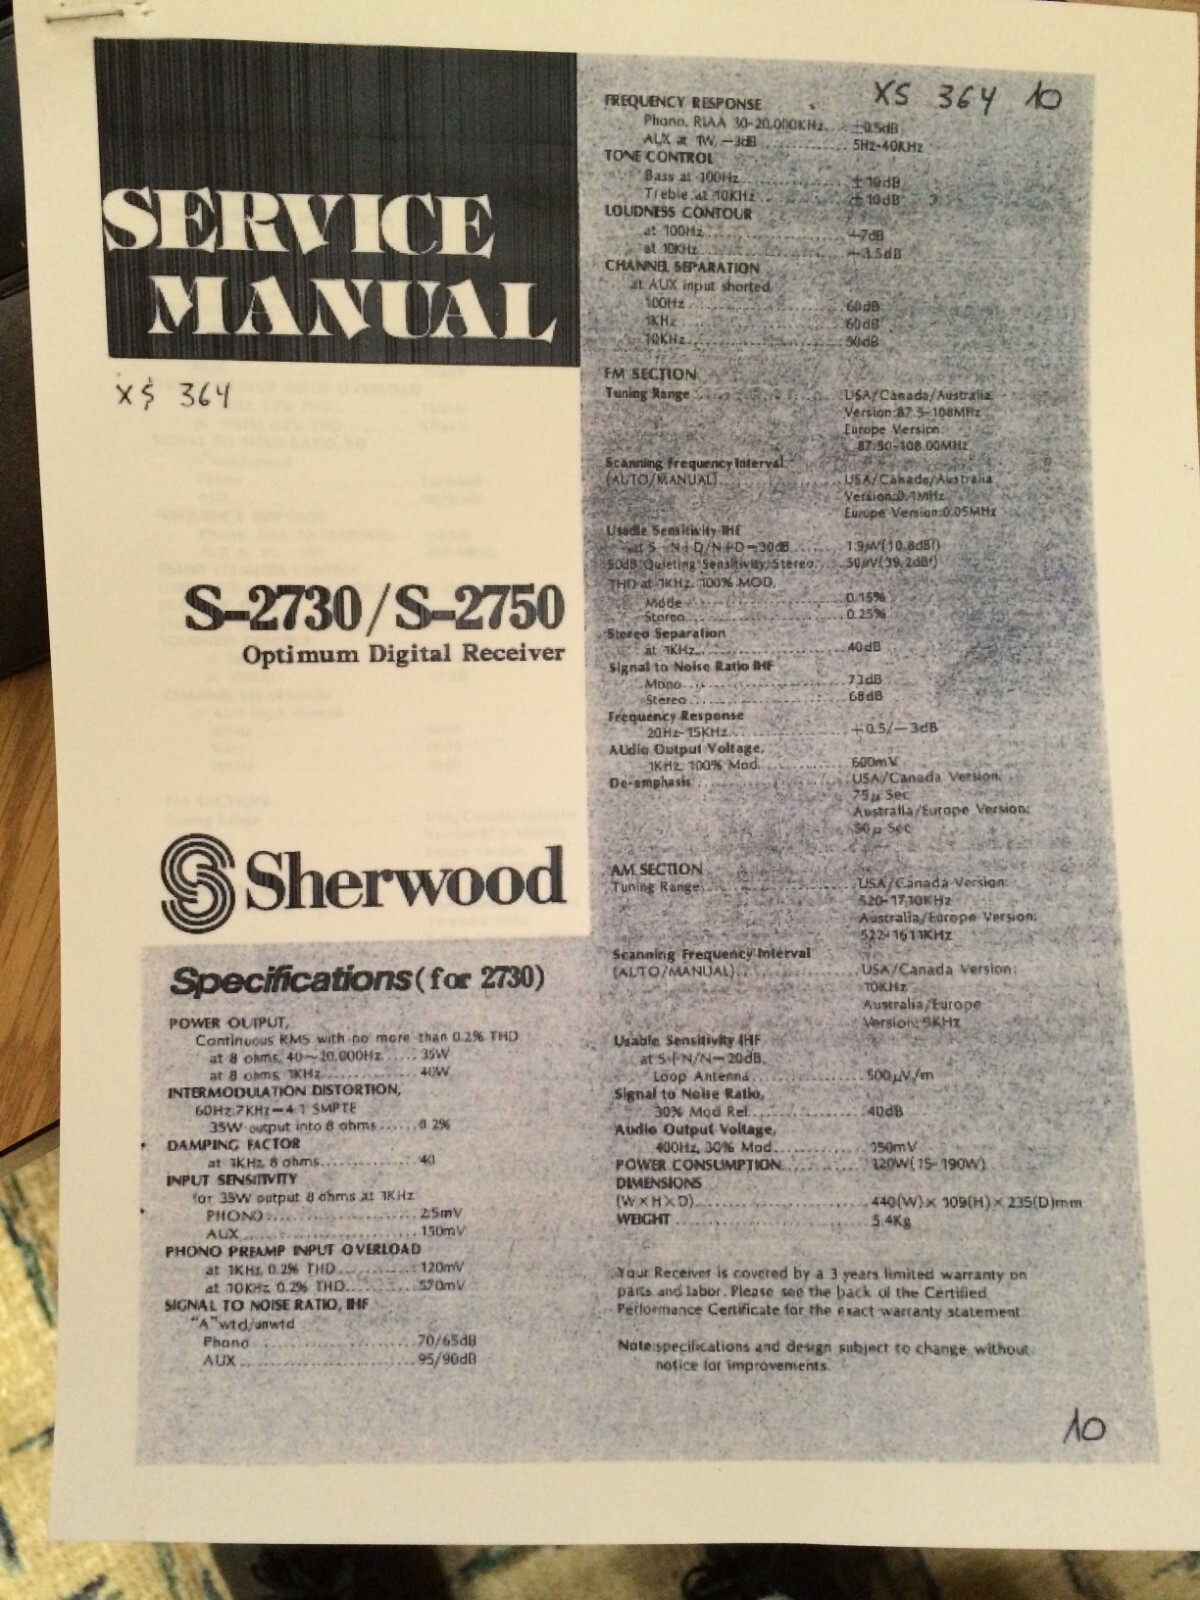 SERVICE
MANUAL
XS 364
S-2730/S-2750
Optimum Digital Receiver
Sherwood
Specifications (for 2730)
POWER OUTPUT,
Continuous RMS with no more than 0.2% THD
at 8 ohms, 40~20,000Hz...... 35W
at 8 ohms, 1KHz............ 40W
INTERMODULATION DISTORTION,
60Hz:7KHz=4:1 SMPTE
35W output into 8 ohms...... 0.2%
DAMPING FACTOR
at 1KHz, 8 ohms............ 40
INPUT SENSITIVITY
for 35W output 8 ohms at 1KHz
PHONO.................. 2.5mV
AUX.................... 150mV
PHONO PREAMP INPUT OVERLOAD
at 1KHz, 0.2% THD.......... 120mV
at 10KHz, 0.2% THD......... 570mV
SIGNAL TO NOISE RATIO, IHF
"A" wtd/unwtd
Phono .................. 70/65dB
AUX.................... 95/90dB
XS 364 10
FREQUENCY RESPONSE
Phono, RIAA 30-20,000KHz... ±0.5dB
AUX at 1W, -3dB ........... 5Hz-40KHz
TONE CONTROL
Bass at 100Hz.............. ±10dB
Treble at 10KHz............ ±10dB
LOUDNESS CONTOUR
at 100Hz................... +7dB
at 10KHz................... +3.5dB
CHANNEL SEPARATION
at AUX input shorted
100Hz.................. 60dB
1KHz................... 60dB
10KHz.................. 50dB
FM SECTION
Tuning Range .............. USA/Canada/Australia
Version:87.5-108MHz
Europe Version:
87.50-108.00MHz
Scanning Frequency Interval
(AUTO/MANUAL)............. USA/Canada/Australia
Version:0.1MHz
Europe Version:0.05MHz
Usable Sensitivity IHF
at S+N+D/N+D=30dB...... 1.9μV(10.8dBf)
50dB Quieting Sensitivity, Stereo. 50μV(39.2dBf)
THD at 1KHz, 100% MOD,
Mode................... 0.15%
Stereo................. 0.25%
Stereo Separation
at 1KHz................ 40dB
Signal to Noise Ratio IHF
Mono................... 73dB
Stereo................. 68dB
Frequency Response
20Hz-15KHz............. +0.5/-3dB
AUdio Output Voltage,
1KHz, 100% Mod......... 600mV
De-emphasis................ USA/Canada Version:
75μ Sec
Australia/Europe Version:
50μ Sec
AM SECTION
Tuning Range............... USA/Canada Version:
520-1710KHz
Australia/Europe Version:
522-1611KHz
Scanning Frequency Interval
(AUTO/MANUAL)............. USA/Canada Version:
10KHz
Australia/Europe
Version: 9KHz
Usable Sensitivity IHF
at S+N/N=20dB,
Loop Antenna........... 500μV/m
Signal to Noise Ratio,
30% Mod Rel............ 40dB
Audio Output Voltage,
400Hz, 30% Mod......... 150mV
POWER CONSUMPTION.......... 120W(15-190W)
DIMENSIONS
(W×H×D)................... 440(W)×109(H)×235(D)mm
WEIGHT .................... 5.4Kg
Your Receiver is covered by a 3 years limited warranty on
parts and labor. Please see the back of the Certified
Performance Certificate for the exact warranty statement.
Note:specifications and design subject to change without
notice for improvements.
10